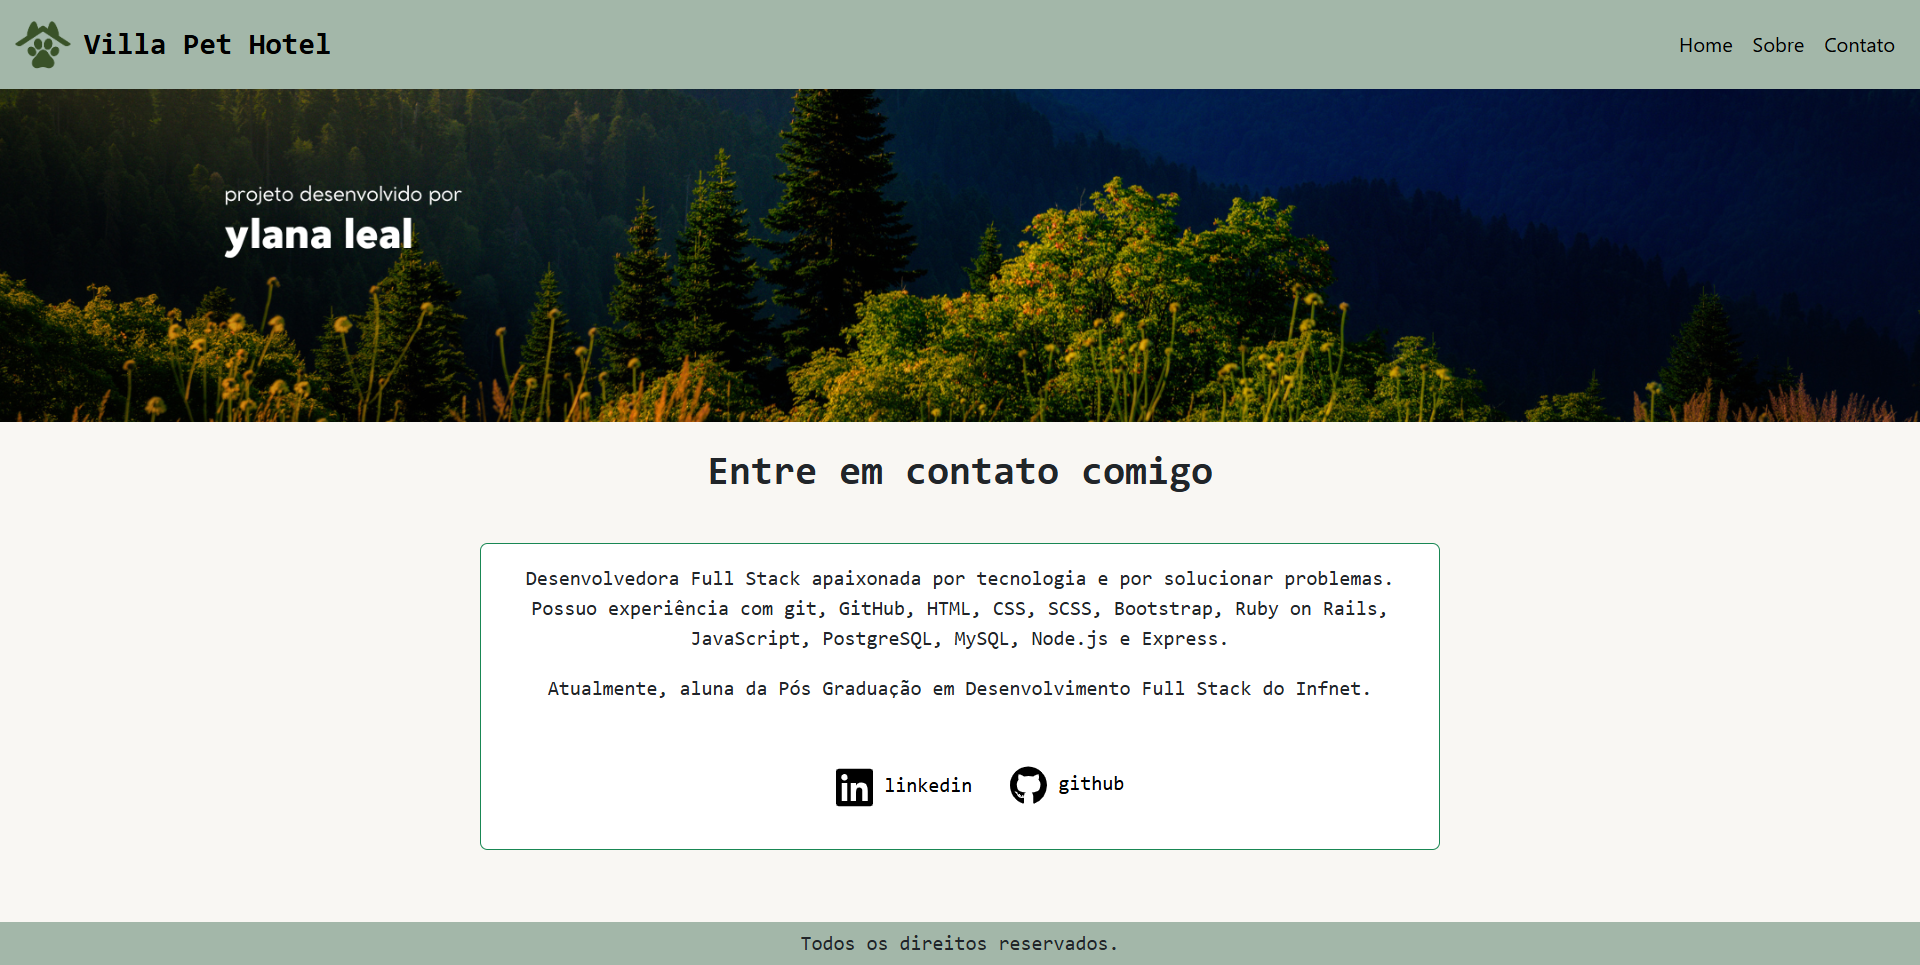 Villa Pet Hotel
Home Sobre Contato
projeto desenvolvido por
ylana leal
Entre em contato comigo
Desenvolvedora Full Stack apaixonada por tecnologia e por solucionar problemas.
Possuo experiência com git, GitHub, HTML, CSS, SCSS, Bootstrap, Ruby on Rails,
JavaScript, PostgreSQL, MySQL, Node.js e Express.
Atualmente, aluna da Pós Graduação em Desenvolvimento Full Stack do Infnet.
in linkedin github
Todos os direitos reservados.